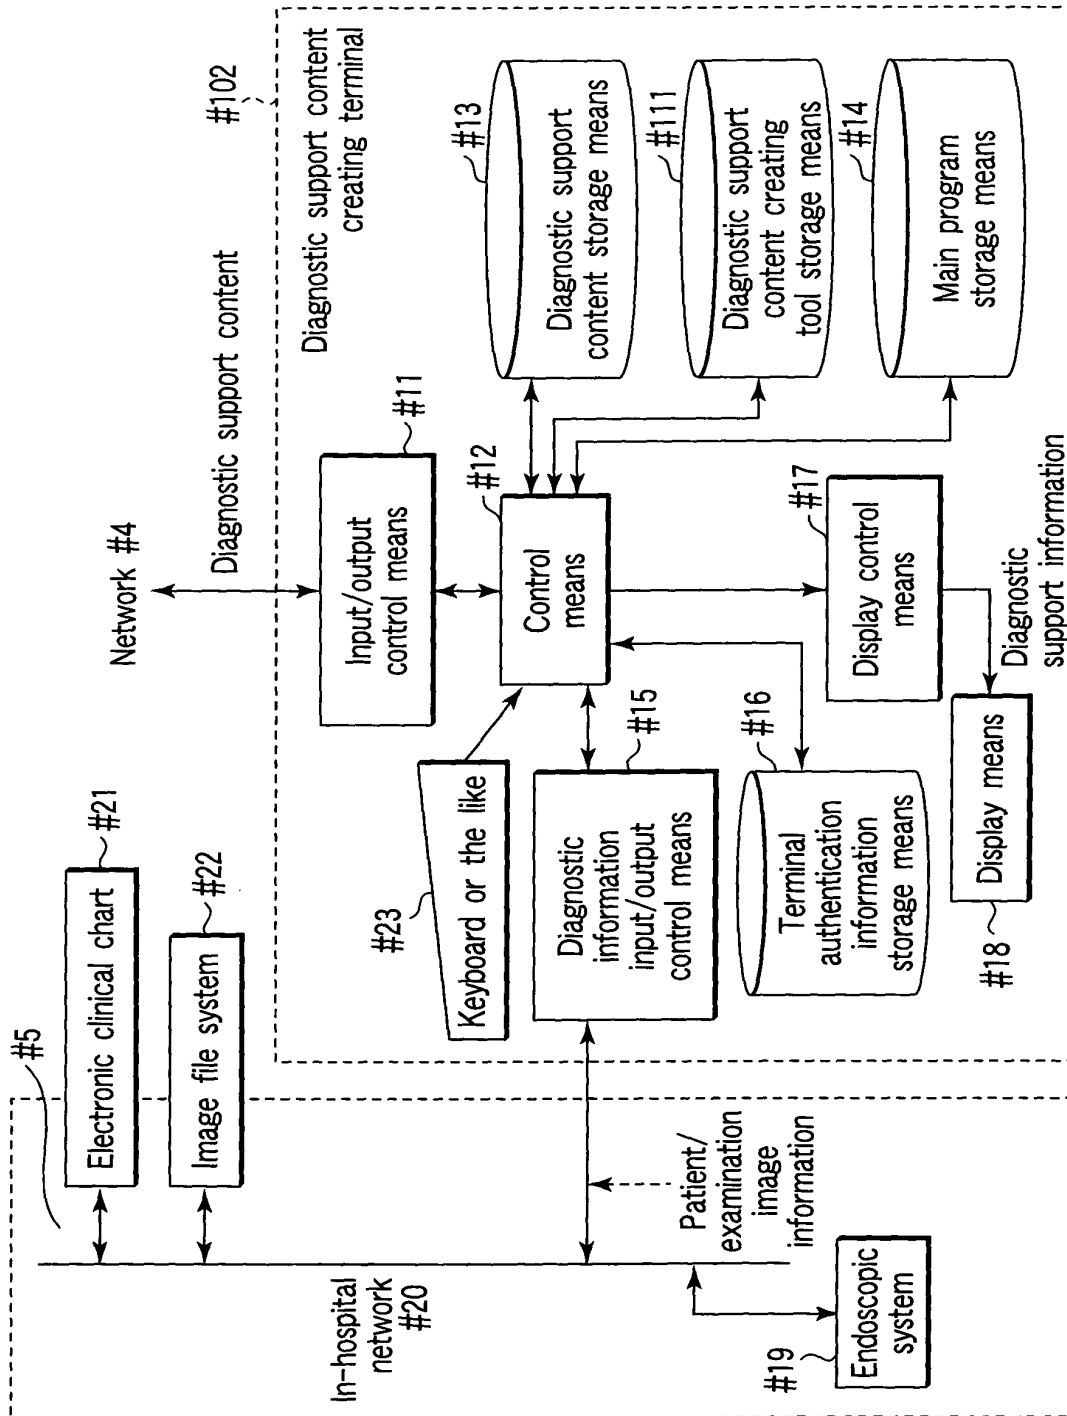 #5
Electronic clinical chart
#21
Image file system
#22
In-hospital
network
#20
Patient/
examination
image
information
Endoscopic
system
#19
Network #4
Diagnostic support content
#102
Diagnostic support content
creating terminal
Input/output
control means
#11
#23
Keyboard or the like
Control
means
#12
Diagnostic
information
input/output
control means
#15
Terminal
authentication
information
storage means
#16
Display control
means
#17
Display means
#18
Diagnostic
support information
Diagnostic support
content storage means
#13
Diagnostic support
content creating
tool storage means
#111
Main program
storage means
#14